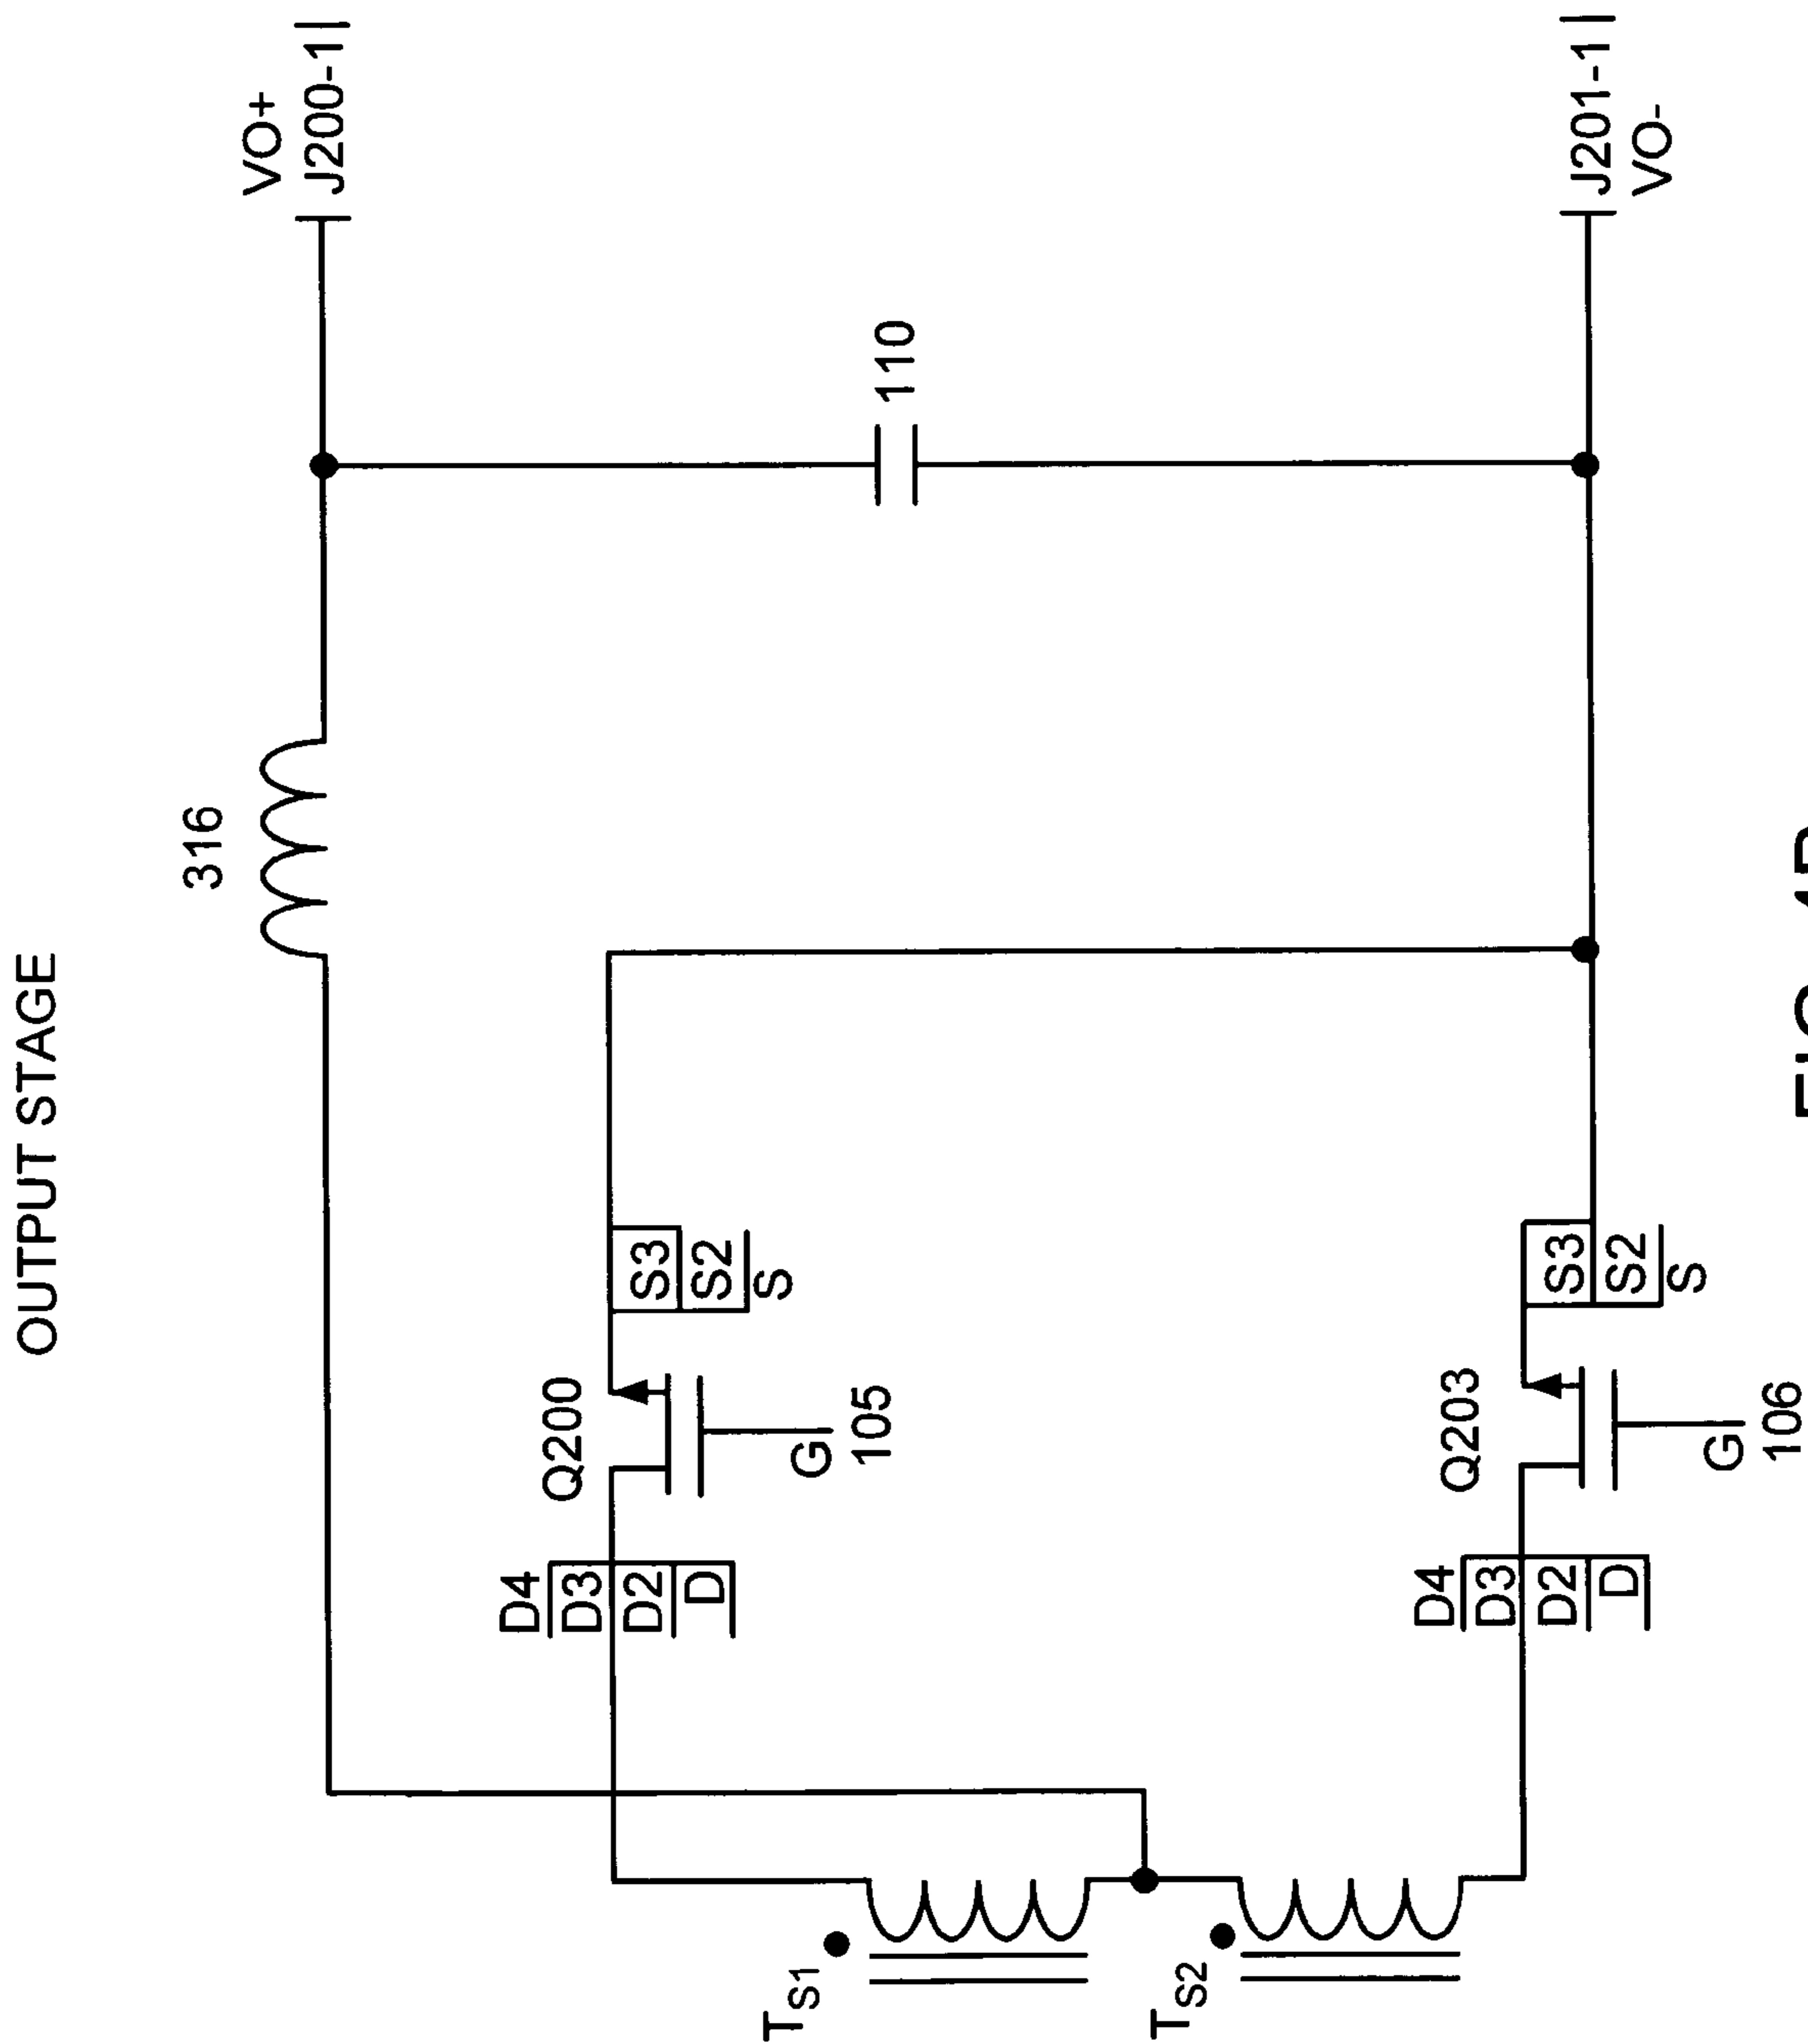 OUTPUT STAGE
316
VO+
J200-1
110
J201-1
VO-
Q200
D4
D3
D2
D
S3
S2
S
G
105
Q203
D4
D3
D2
D
S3
S2
S
G
106
TS1
TS2